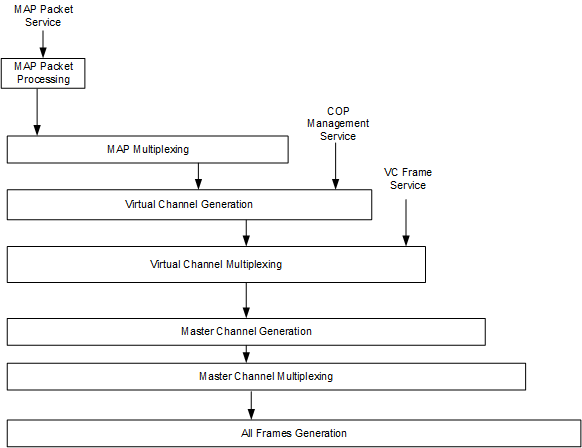 MAP Packet
Service
MAP Packet
Processing
COP
Management
Service
MAP Multiplexing
VC Frame
Service
Virtual Channel Generation
Virtual Channel Multiplexing
Master Channel Generation
Master Channel Multiplexing
All Frames Generation